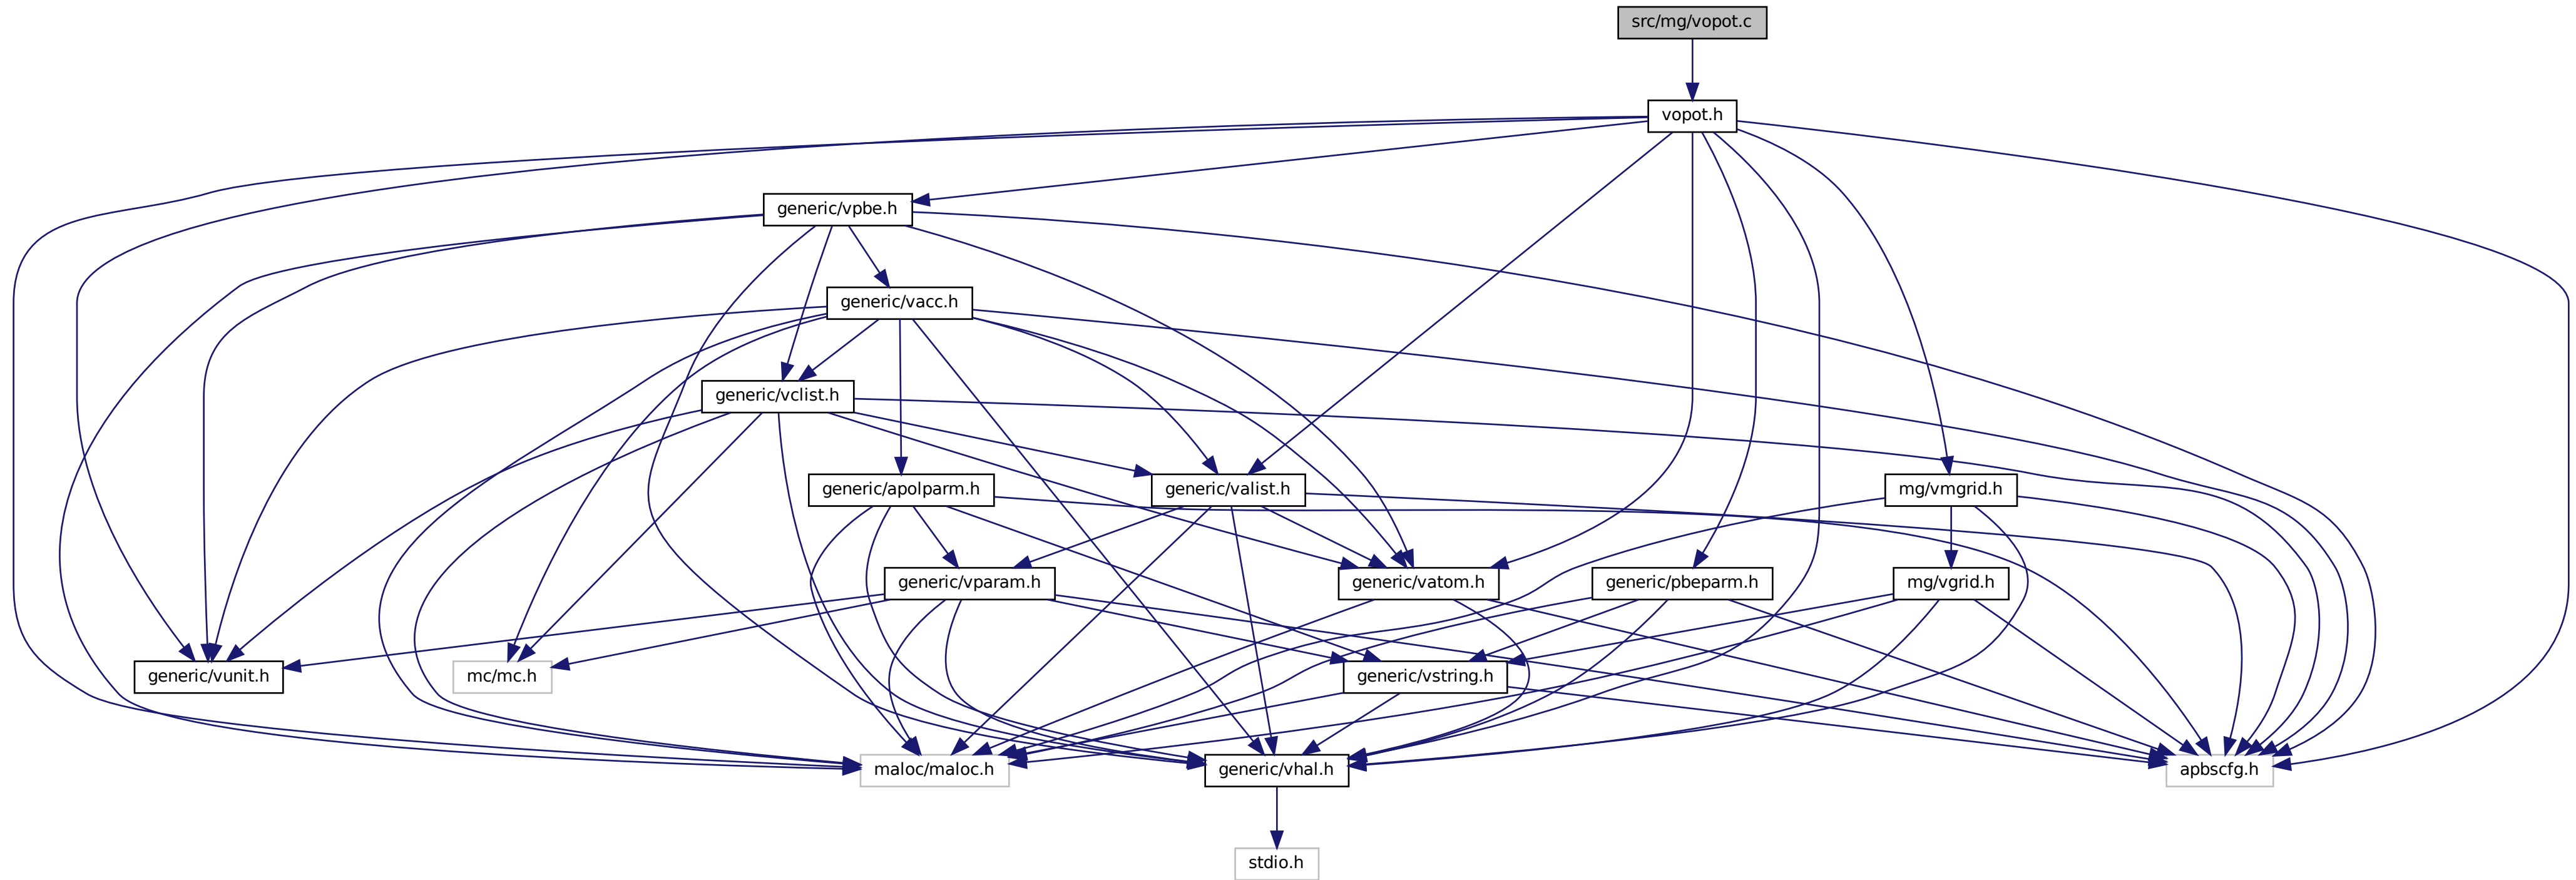 src/mg/vopot.c
vopot.h
generic/vpbe.h
generic/vacc.h
generic/vclist.h
generic/apolparm.h
generic/valist.h
mg/vmgrid.h
generic/vparam.h
generic/vatom.h
generic/pbeparm.h
mg/vgrid.h
generic/vunit.h
mc/mc.h
generic/vstring.h
maloc/maloc.h
generic/vhal.h
apbscfg.h
stdio.h